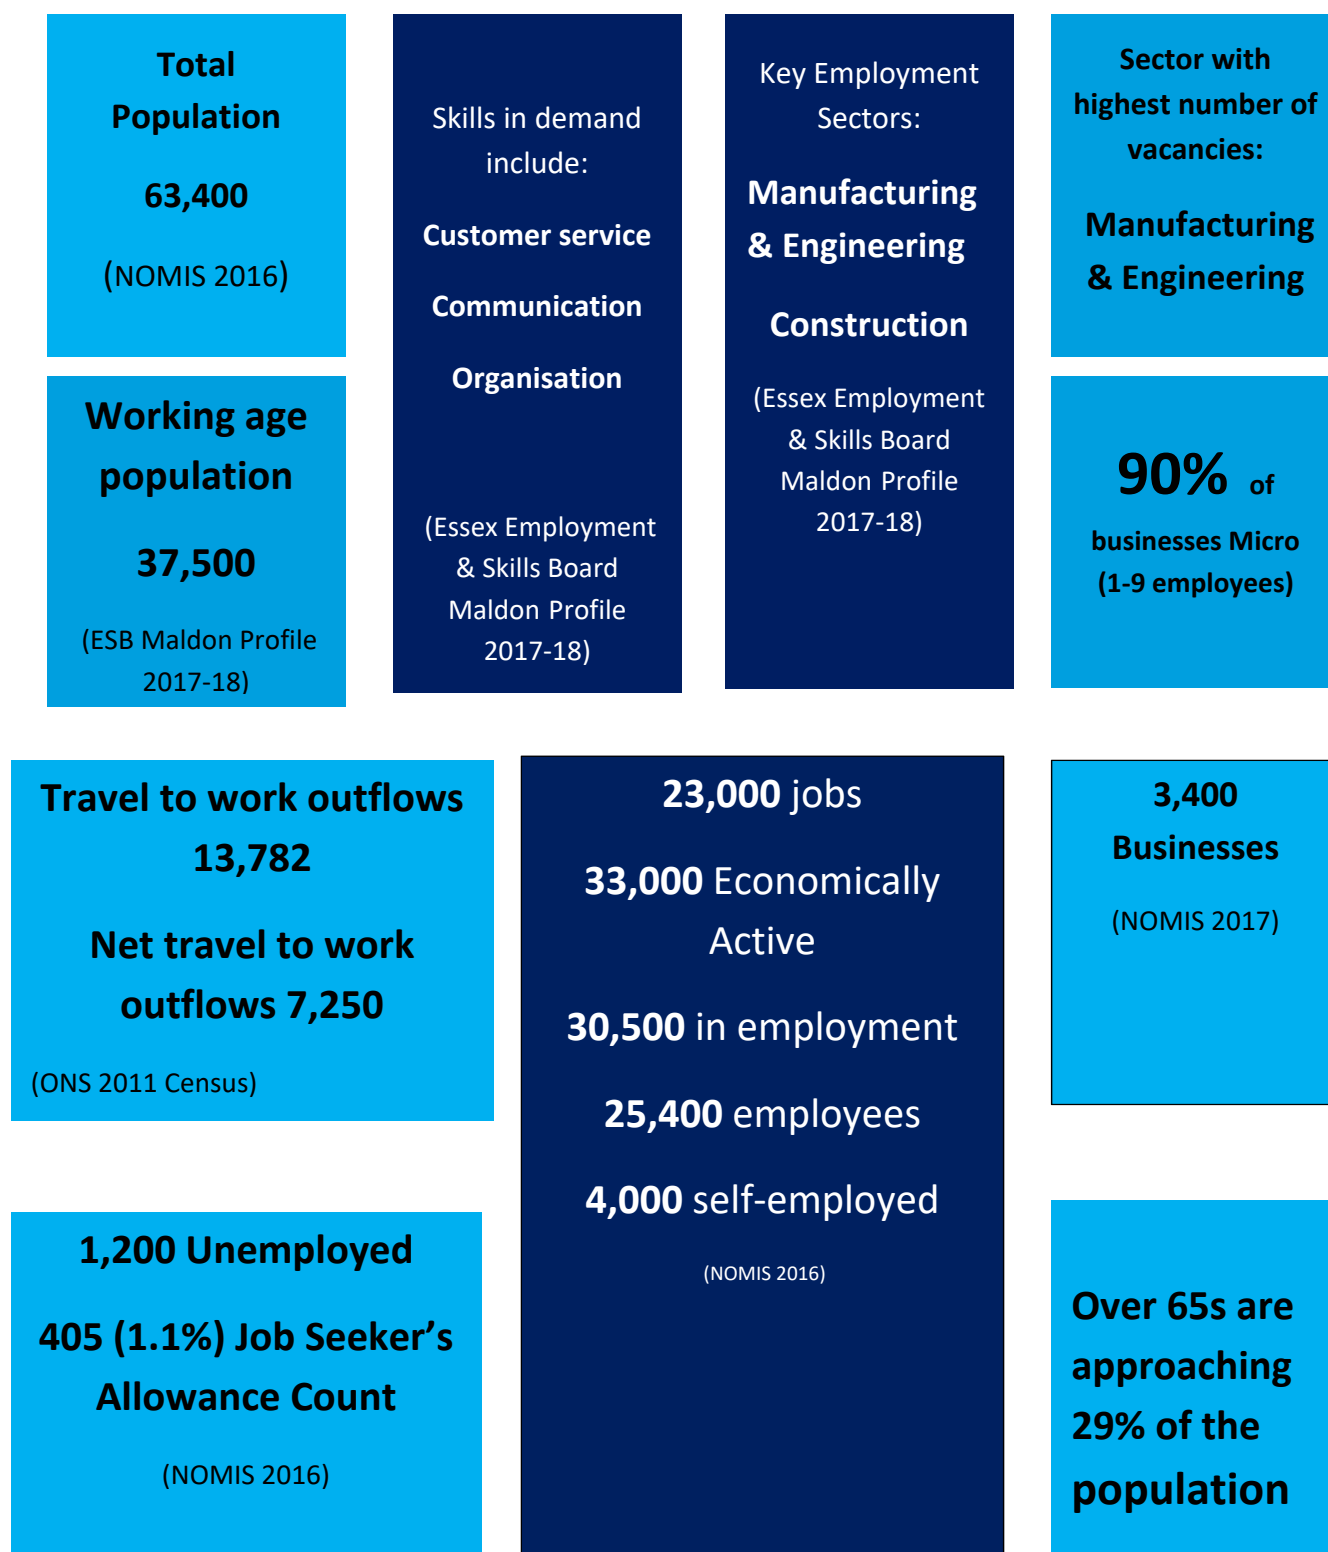 Total
Population
63,400
(NOMIS 2016)
Working age
population
37,500
(ESB Maldon Profile
2017-18)
Skills in demand
include:
Customer service
Communication
Organisation
(Essex Employment
& Skills Board
Maldon Profile
2017-18)
Key Employment
Sectors:
Manufacturing
& Engineering
Construction
(Essex Employment
& Skills Board
Maldon Profile
2017-18)
Sector with
highest number of
vacancies:
Manufacturing
& Engineering
90% of
businesses Micro
(1-9 employees)
Travel to work outflows
13,782
Net travel to work
outflows 7,250
(ONS 2011 Census)
23,000 jobs
33,000 Economically
Active
30,500 in employment
25,400 employees
4,000 self-employed
(NOMIS 2016)
3,400
Businesses
(NOMIS 2017)
1,200 Unemployed
405 (1.1%) Job Seeker’s
Allowance Count
(NOMIS 2016)
Over 65s are
approaching
29% of the
population